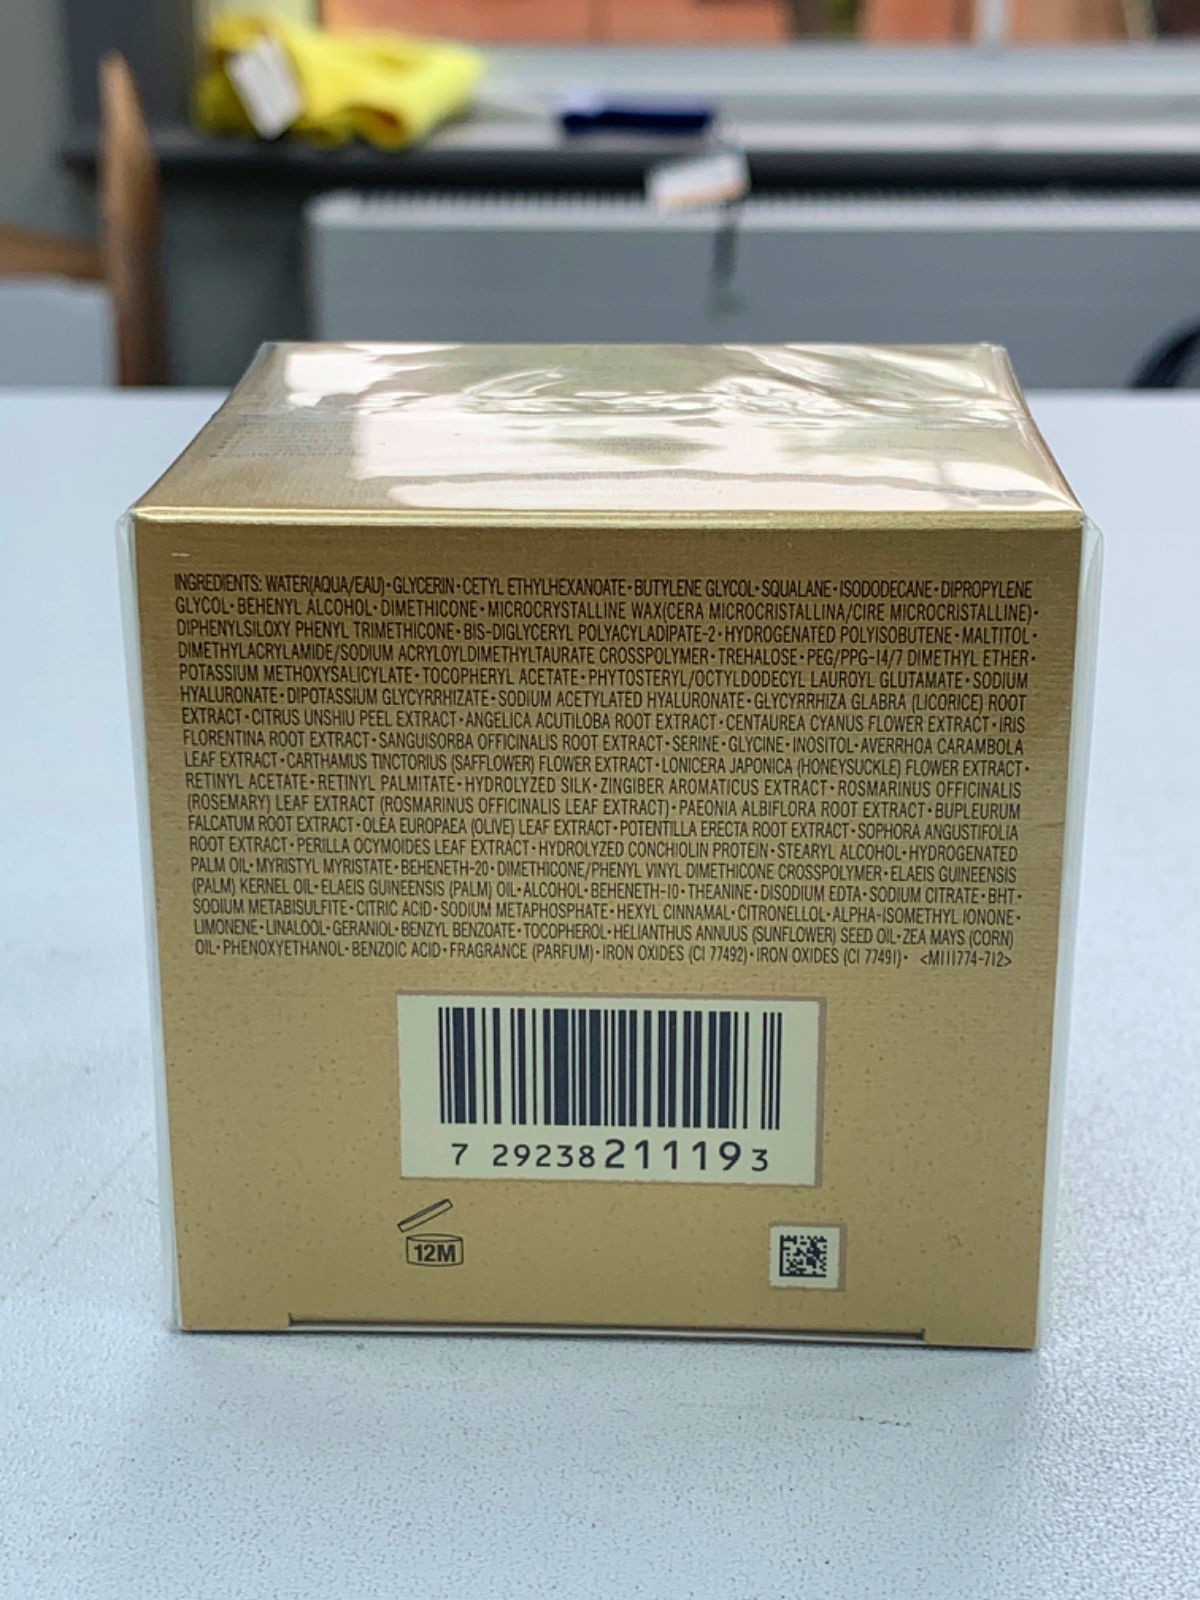 INGREDIENTS: WATER(AQUA/EAU)·GLYCERIN·CETYL ETHYLHEXANOATE·BUTYLENE GLYCOL·SQUALANE·ISODODECANE·DIPROPYLENE
GLYCOL·BEHENYL ALCOHOL·DIMETHICONE·MICROCRYSTALLINE WAX(CERA MICROCRISTALLINA/CIRE MICROCRISTALLINE)·
DIPHENYLSILOXY PHENYL TRIMETHICONE·BIS-DIGLYCERYL POLYACYLADIPATE-2·HYDROGENATED POLYISOBUTENE·MALTITOL·
DIMETHYLACRYLAMIDE/SODIUM ACRYLOYLDIMETHYLTAURATE CROSSPOLYMER·TREHALOSE·PEG/PPG-14/7 DIMETHYL ETHER·
POTASSIUM METHOXYSALICYLATE·TOCOPHERYL ACETATE·PHYTOSTERYL/OCTYLDODECYL LAUROYL GLUTAMATE·SODIUM
HYALURONATE·DIPOTASSIUM GLYCYRRHIZATE·SODIUM ACETYLATED HYALURONATE·GLYCYRRHIZA GLABRA (LICORICE) ROOT
EXTRACT·CITRUS UNSHIU PEEL EXTRACT·ANGELICA ACUTILOBA ROOT EXTRACT·CENTAUREA CYANUS FLOWER EXTRACT·IRIS
FLORENTINA ROOT EXTRACT·SANGUISORBA OFFICINALIS ROOT EXTRACT·SERINE·GLYCINE·INOSITOL·AVERRHOA CARAMBOLA
LEAF EXTRACT·CARTHAMUS TINCTORIUS (SAFFLOWER) FLOWER EXTRACT·LONICERA JAPONICA (HONEYSUCKLE) FLOWER EXTRACT·
RETINYL ACETATE·RETINYL PALMITATE·HYDROLYZED SILK·ZINGIBER AROMATICUS EXTRACT·ROSMARINUS OFFICINALIS
(ROSEMARY) LEAF EXTRACT (ROSMARINUS OFFICINALIS LEAF EXTRACT)·PAEONIA ALBIFLORA ROOT EXTRACT·BUPLEURUM
FALCATUM ROOT EXTRACT·OLEA EUROPAEA (OLIVE) LEAF EXTRACT·POTENTILLA ERECTA ROOT EXTRACT·SOPHORA ANGUSTIFOLIA
ROOT EXTRACT·PERILLA OCYMOIDES LEAF EXTRACT·HYDROLYZED CONCHIOLIN PROTEIN·STEARYL ALCOHOL·HYDROGENATED
PALM OIL·MYRISTYL MYRISTATE·BEHENETH-20·DIMETHICONE/PHENYL VINYL DIMETHICONE CROSSPOLYMER·ELAEIS GUINEENSIS
(PALM) KERNEL OIL·ELAEIS GUINEENSIS (PALM) OIL·ALCOHOL·BEHENETH-10·THEANINE·DISODIUM EDTA·SODIUM CITRATE·BHT·
SODIUM METABISULFITE·CITRIC ACID·SODIUM METAPHOSPHATE·HEXYL CINNAMAL·CITRONELLOL·ALPHA-ISOMETHYL IONONE·
LIMONENE·LINALOOL·GERANIOL·BENZYL BENZOATE·TOCOPHEROL·HELIANTHUS ANNUUS (SUNFLOWER) SEED OIL·ZEA MAYS (CORN)
OIL·PHENOXYETHANOL·BENZOIC ACID·FRAGRANCE (PARFUM)·IRON OXIDES (CI 77492)·IRON OXIDES (CI 77491)· <M111774-712>
7 29238 21119 3
12M